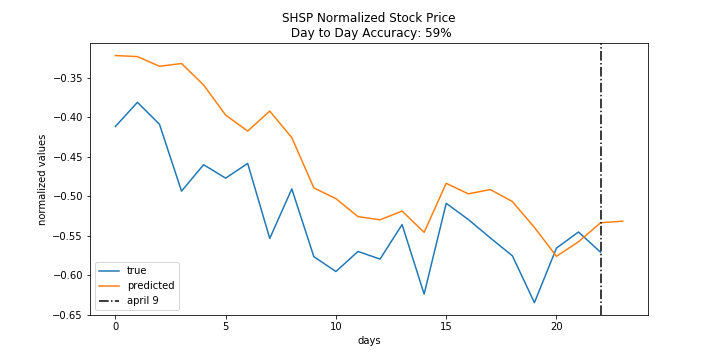 SHSP Normalized Stock Price
Day to Day Accuracy: 59%
normalized values
−0.35
−0.40
−0.45
−0.50
−0.55
−0.60
−0.65
true
predicted
april 9
0
5
10
15
20
days